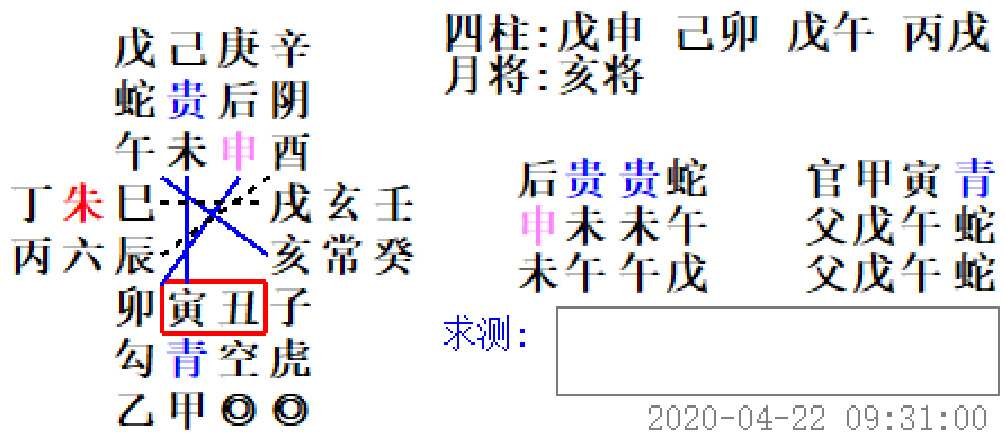 戊己庚辛
蛇贵后阴
午未申酉
丁朱巳 戌玄壬
丙六辰 亥常癸
卯寅丑子
勾青空虎
乙甲◎◎
四柱:戊申 己卯 戊午 丙戌
月将:亥将
后贵贵蛇 官甲寅青
申未未午 父戊午蛇
未午午戊 父戊午蛇
求测:
2020-04-22 09:31:00